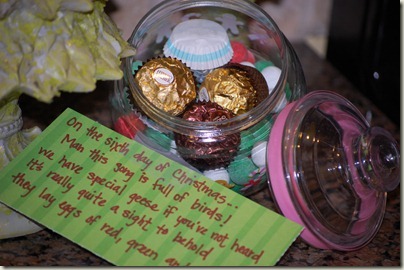 On the sixth day of Christmas...
Man this song is full of birds!
we have special geese if you've not heard
It's really quite a sight to behold
they lay eggs of red, green and